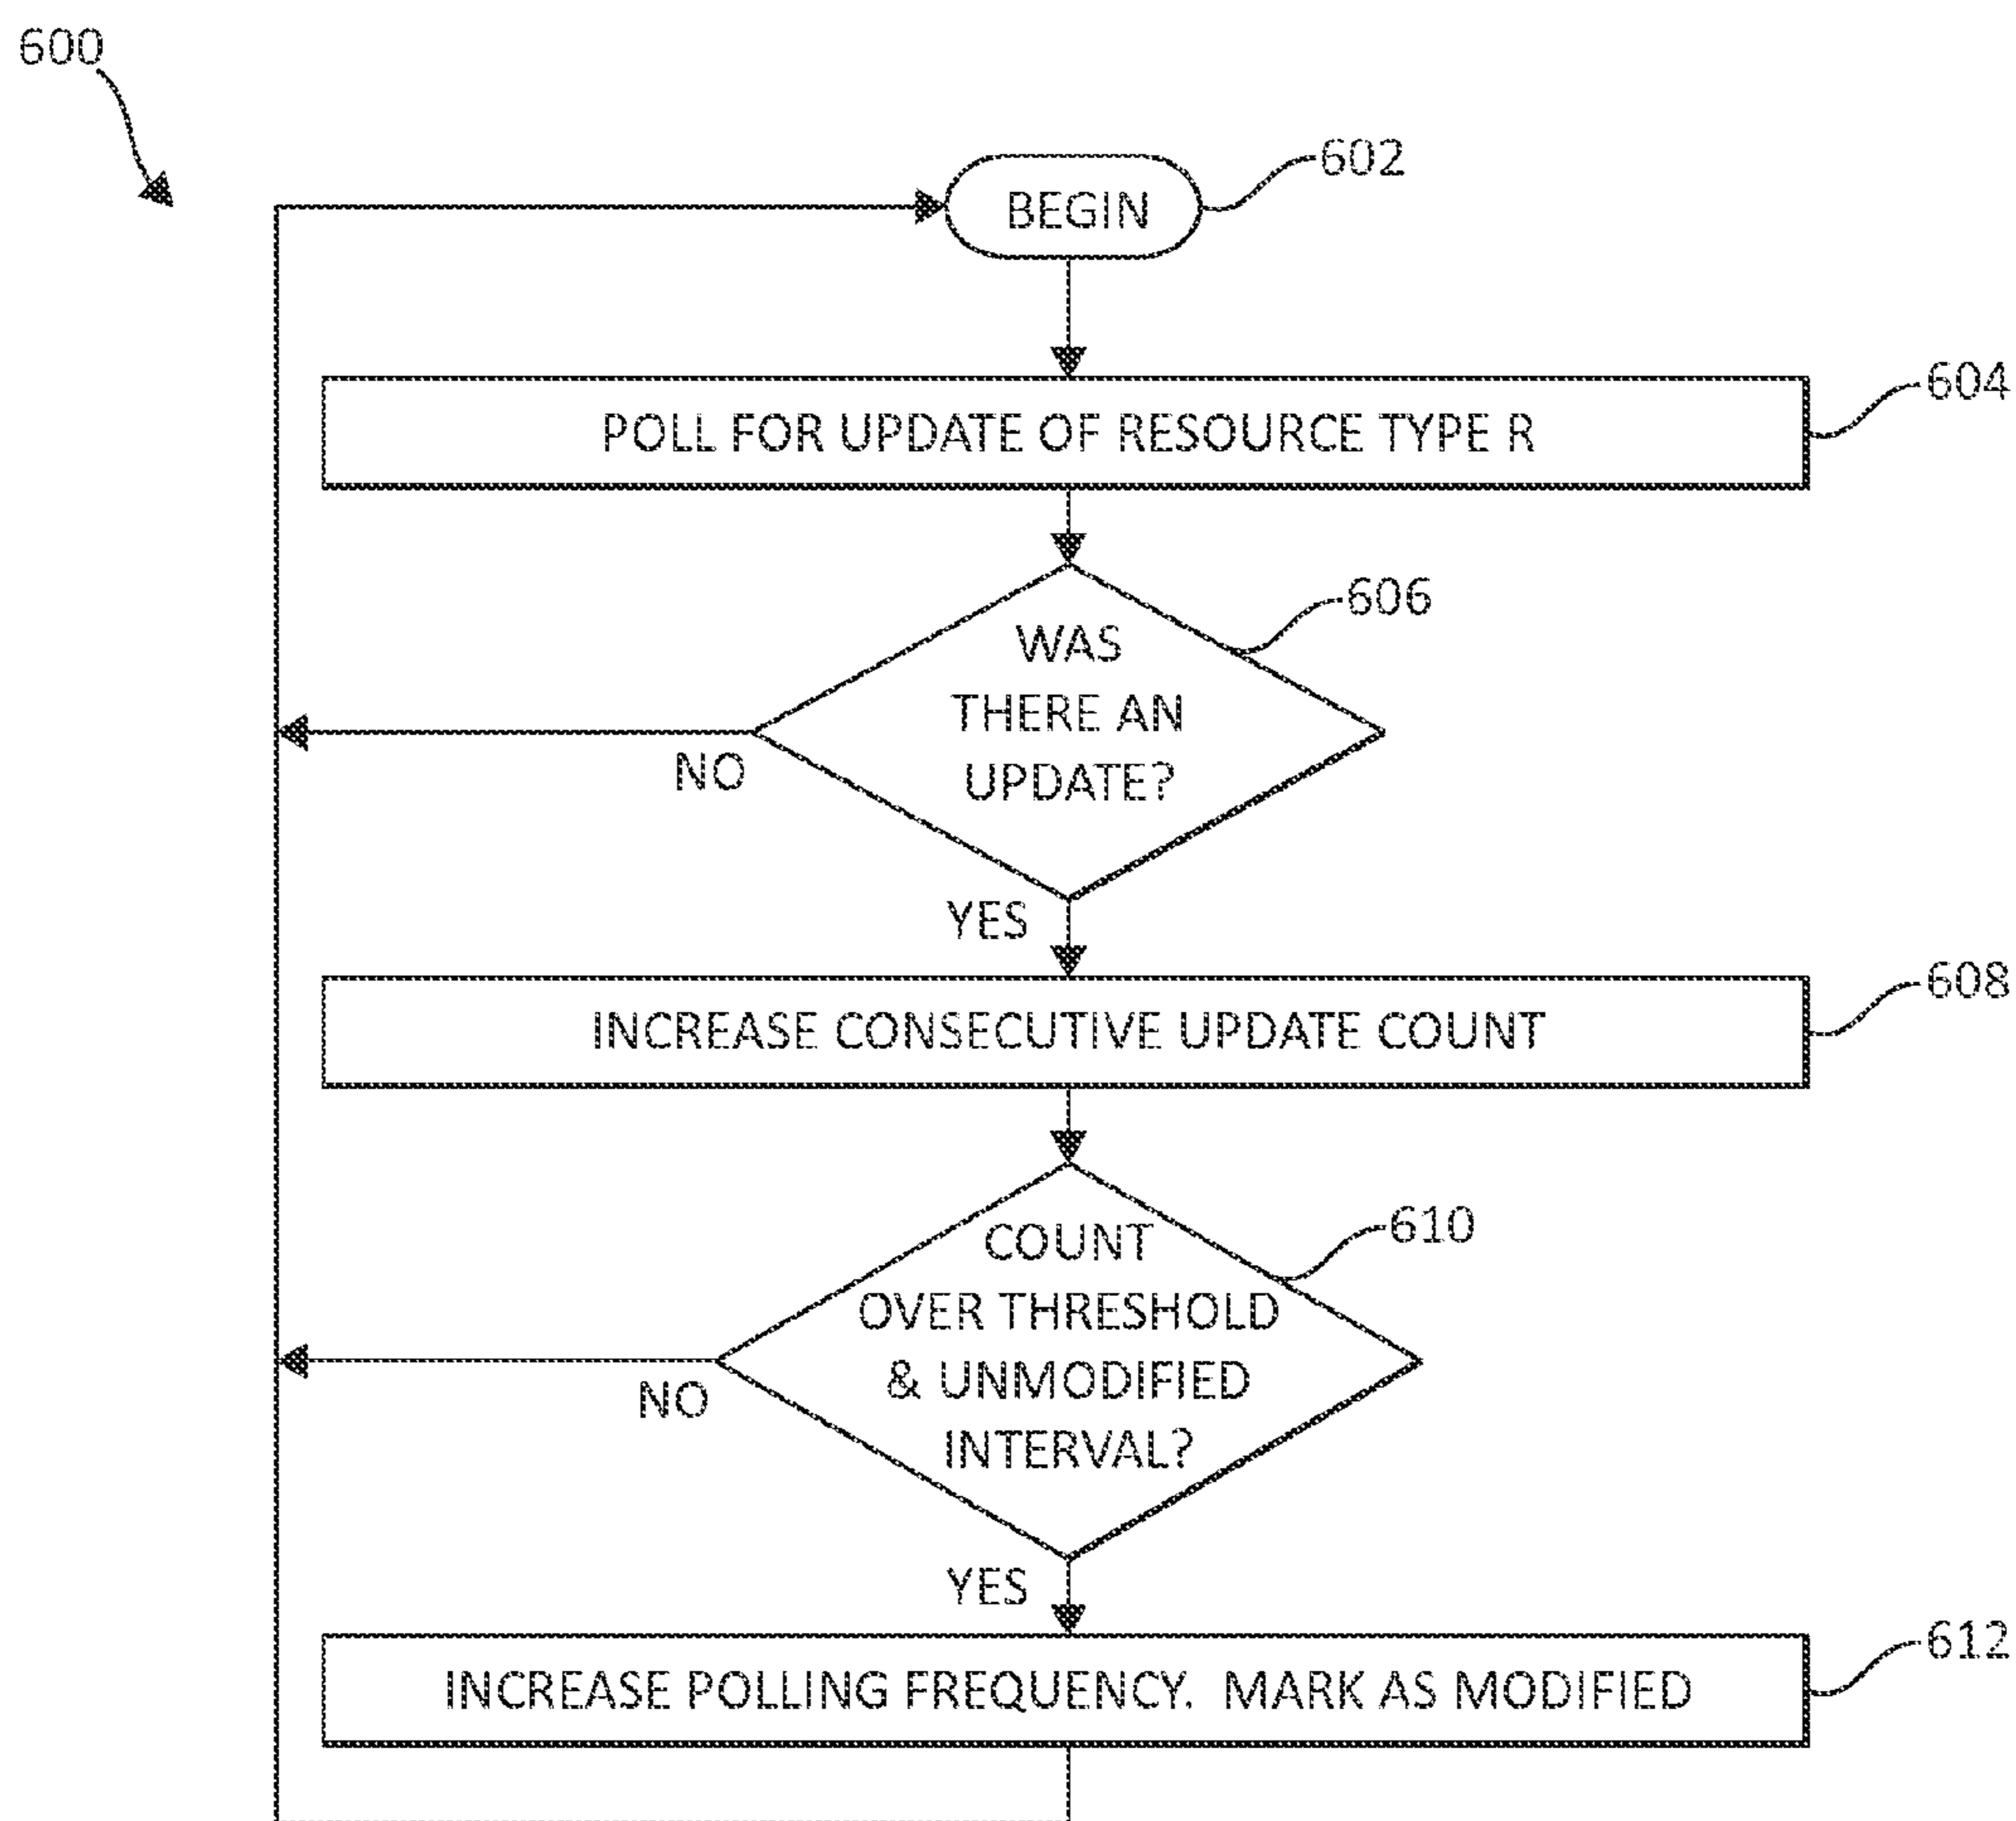 600
602
BEGIN
604
POLL FOR UPDATE OF RESOURCE TYPE R
606
WAS
THERE AN
UPDATE?
NO
YES
608
INCREASE CONSECUTIVE UPDATE COUNT
610
COUNT
OVER THRESHOLD
& UNMODIFIED
INTERVAL?
NO
YES
612
INCREASE POLLING FREQUENCY.  MARK AS MODIFIED